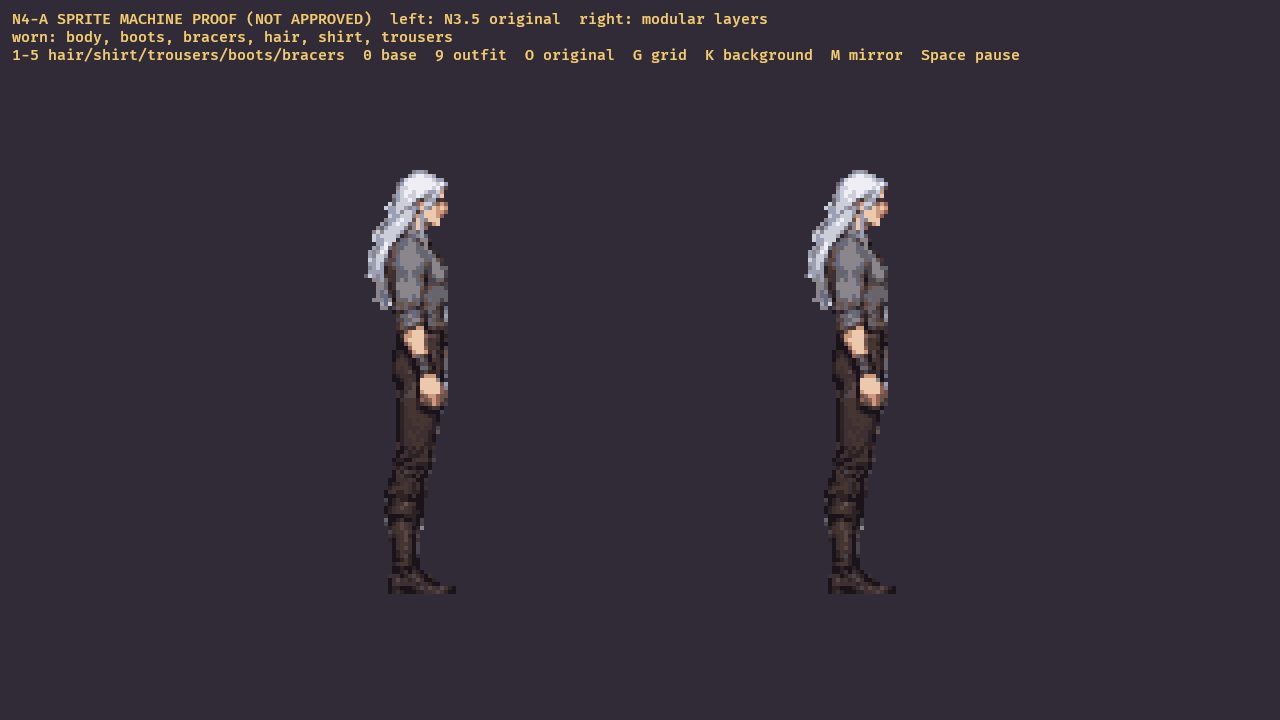 N4-A SPRITE MACHINE PROOF (NOT APPROVED)  left: N3.5 original  right: modular layers
worn: body, boots, bracers, hair, shirt, trousers
1-5 hair/shirt/trousers/boots/bracers  0 base  9 outfit  O original  G grid  K background  M mirror  Space pause